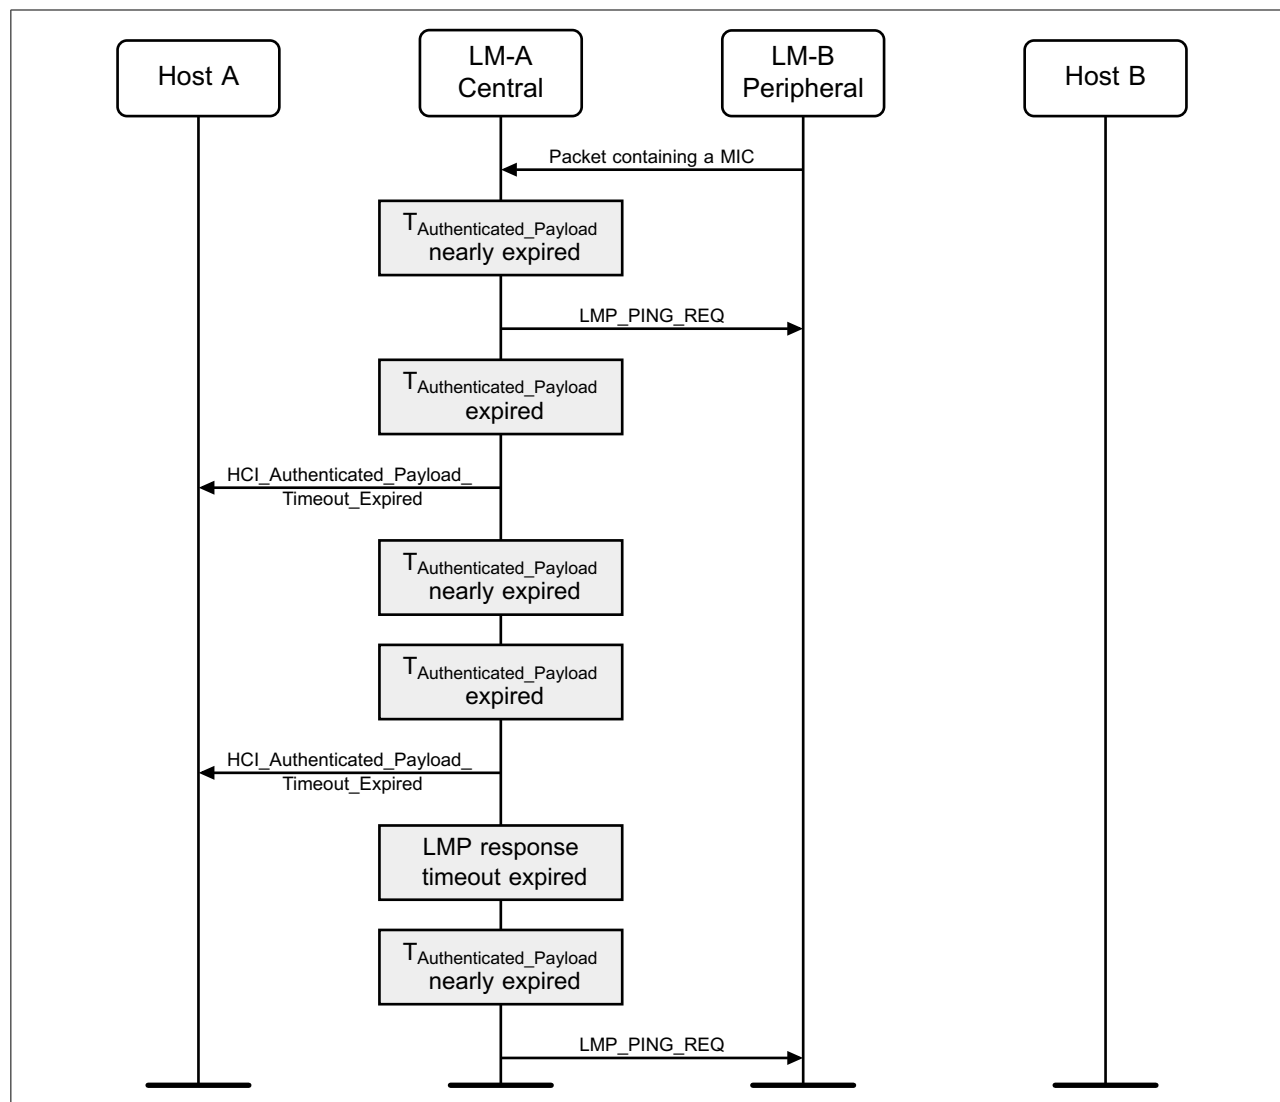 Host A
LM-A
Central
LM-B
Peripheral
Host B
Packet containing a MIC
TAuthenticated_Payload
nearly expired
LMP_PING_REQ
TAuthenticated_Payload
expired
HCI_Authenticated_Payload_
Timeout_Expired
TAuthenticated_Payload
nearly expired
TAuthenticated_Payload
expired
HCI_Authenticated_Payload_
Timeout_Expired
LMP response
timeout expired
TAuthenticated_Payload
nearly expired
LMP_PING_REQ